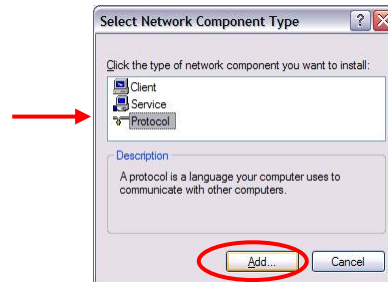 Select Network Component Type
Click the type of network component you want to install:
Client
Service
Protocol
Description
A protocol is a language your computer uses to
communicate with other computers.
Add... Cancel